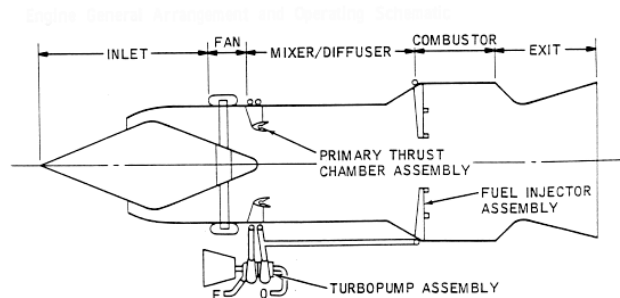 Engine General Arrangement and Operating Schematic
INLET
FAN
MIXER/DIFFUSER
COMBUSTOR
EXIT
PRIMARY THRUST
CHAMBER ASSEMBLY
FUEL INJECTOR
ASSEMBLY
TURBOPUMP ASSEMBLY
F
O